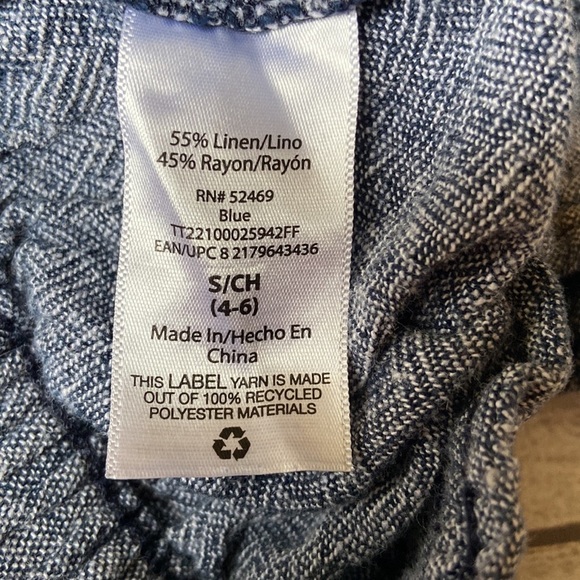 55% Linen/Lino
45% Rayon/Rayón
RN# 52469
Blue
TT22100025942FF
EAN/UPC 8 2179643436
S/CH
(4-6)
Made In/Hecho En
China
THIS LABEL YARN IS MADE
OUT OF 100% RECYCLED
POLYESTER MATERIALS